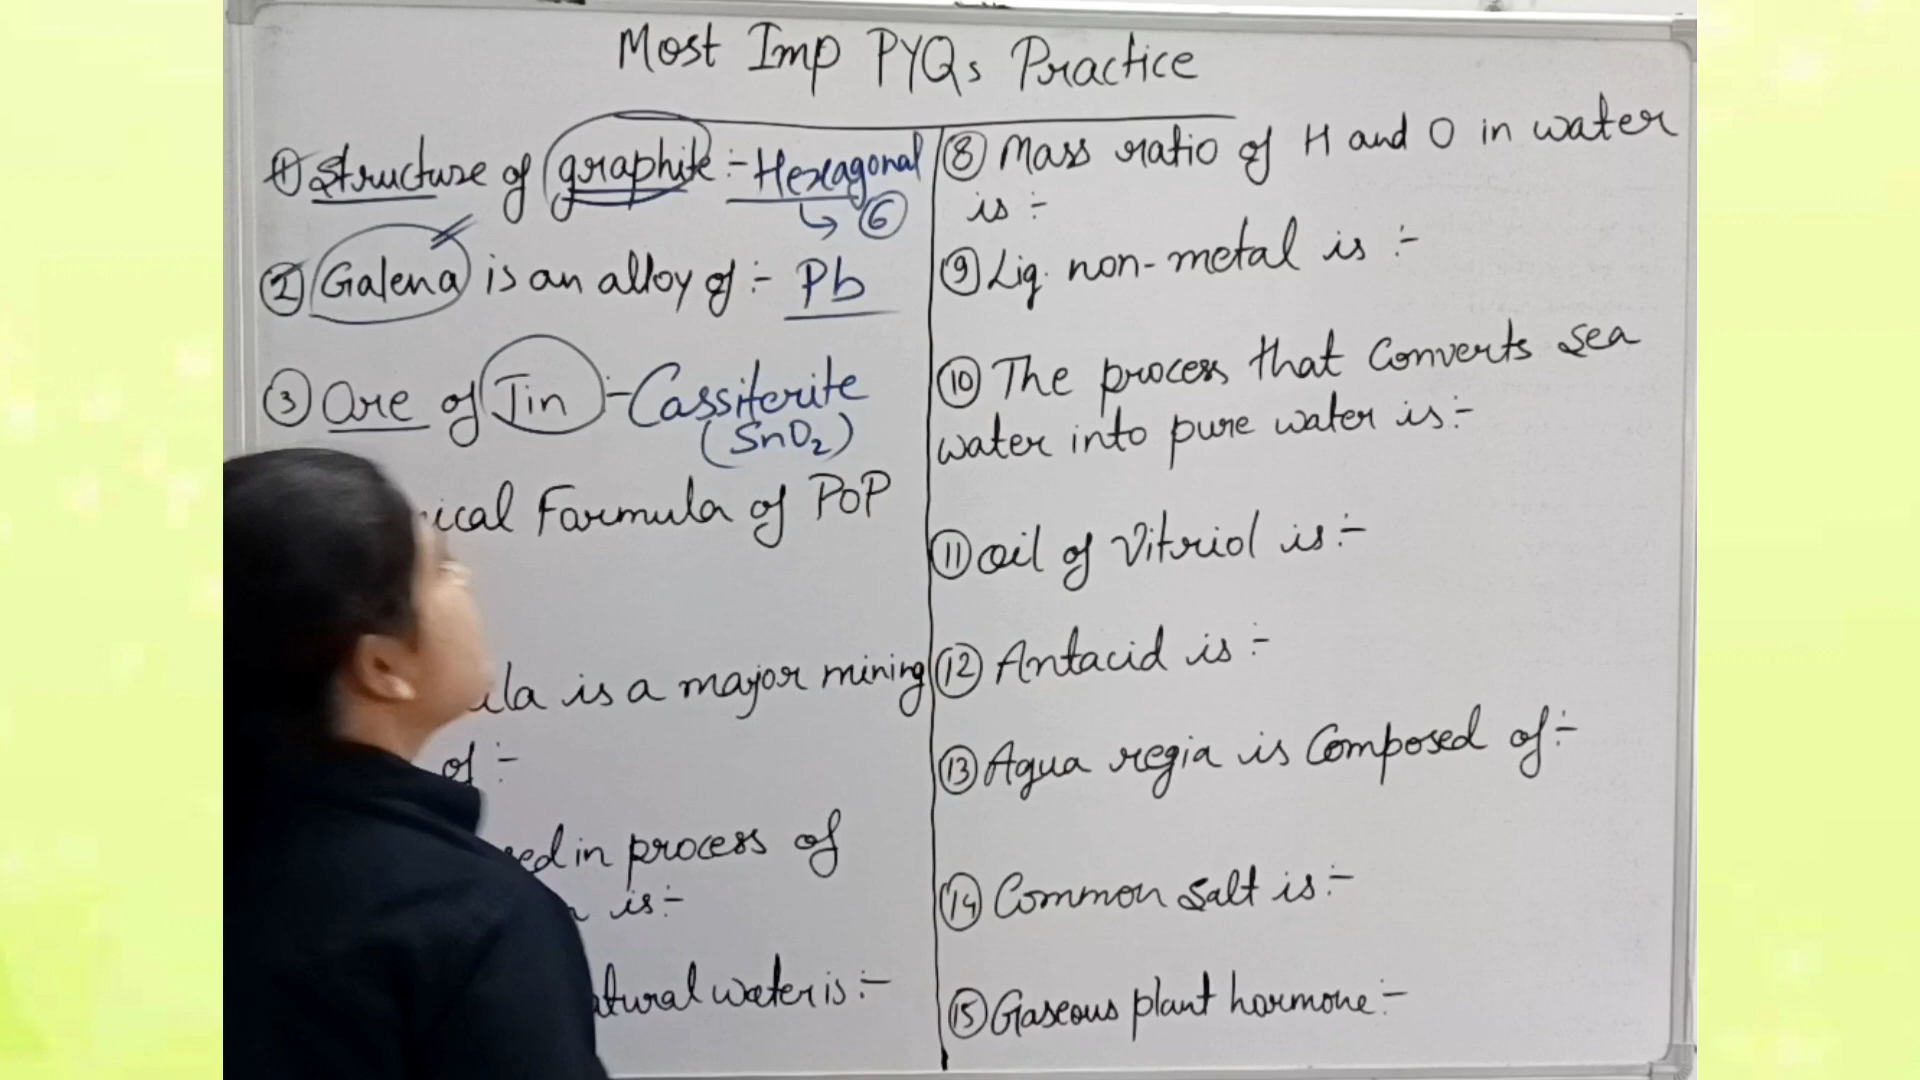 Most Imp PYQs Practice
① Structure of graphite :- Hexagonal
↳ ⑥
② Galena is an alloy of :- Pb
③ Ore of Tin :- Cassiterite
(SnO₂)
Formula of POP
is a major mining
of :-
in process of
is :-
water is :-
⑧ Mass ratio of H and O in water
is :-
⑨ Liq. non-metal is :-
⑩ The process that converts sea
water into pure water is :-
⑪ oil of Vitriol is :-
⑫ Antacid is :-
⑬ Aqua regia is Composed of :-
⑭ Common Salt is :-
⑮ Gaseous plant hormone :-